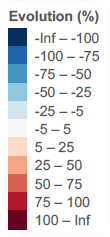 Evolution (%)
-Inf – -100
-100 – -75
-75 – -50
-50 – -25
-25 – -5
-5 – 5
5 – 25
25 – 50
50 – 75
75 – 100
100 – Inf